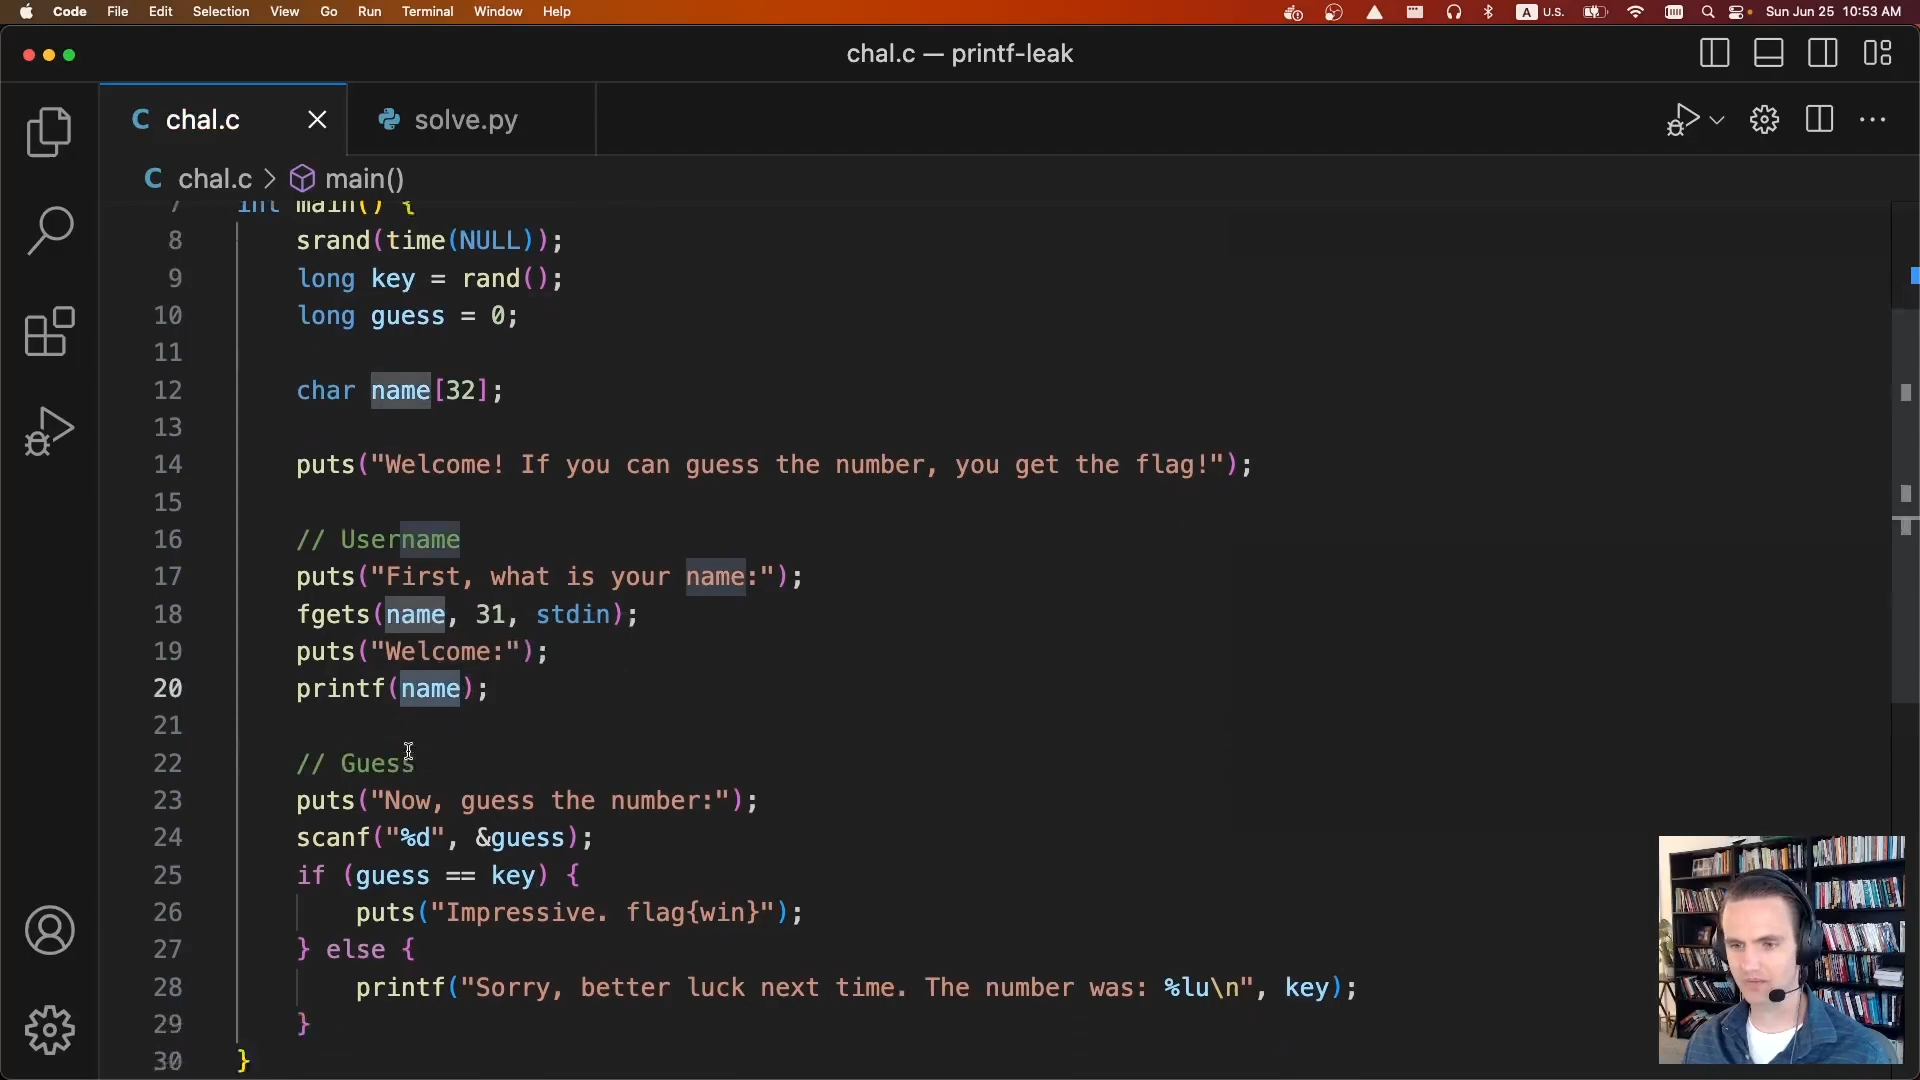 Code File Edit Selection View Go Run Terminal Window Help A U.S. Sun Jun 25 10:53 AM
chal.c — printf-leak
C chal.c solve.py
C chal.c > main()
7 int main() {
8 srand(time(NULL));
9 long key = rand();
10 long guess = 0;
11
12 char name[32];
13
14 puts("Welcome! If you can guess the number, you get the flag!");
15
16 // Username
17 puts("First, what is your name:");
18 fgets(name, 31, stdin);
19 puts("Welcome:");
20 printf(name);
21
22 // Guess
23 puts("Now, guess the number:");
24 scanf("%d", &guess);
25 if (guess == key) {
26 puts("Impressive. flag{win}");
27 } else {
28 printf("Sorry, better luck next time. The number was: %lu\n", key);
29 }
30 }